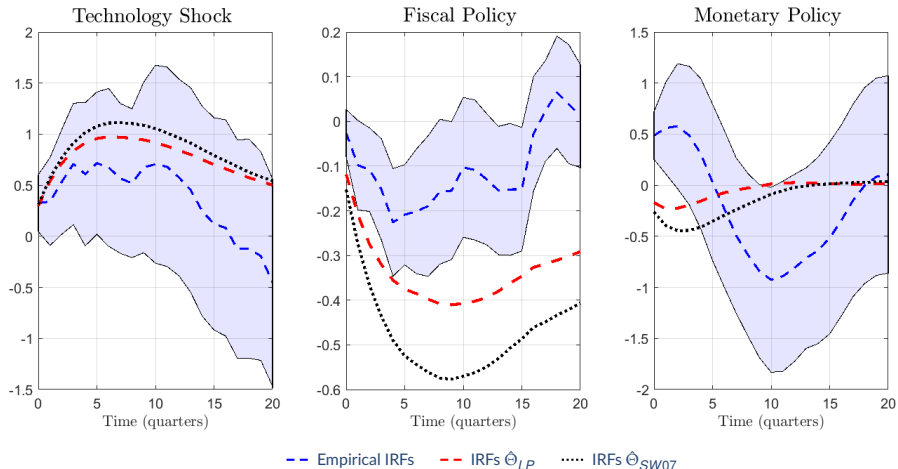 Technology Shock
2
1.5
1
0.5
0
-0.5
-1
-1.5
0 5 10 15 20
Time (quarters)
Fiscal Policy
0.2
0.1
0
-0.1
-0.2
-0.3
-0.4
-0.5
-0.6
0 5 10 15 20
Time (quarters)
Monetary Policy
1.5
1
0.5
0
-0.5
-1
-1.5
-2
0 5 10 15 20
Time (quarters)
Empirical IRFs IRFs Θ̂_LP IRFs Θ̂_SW07